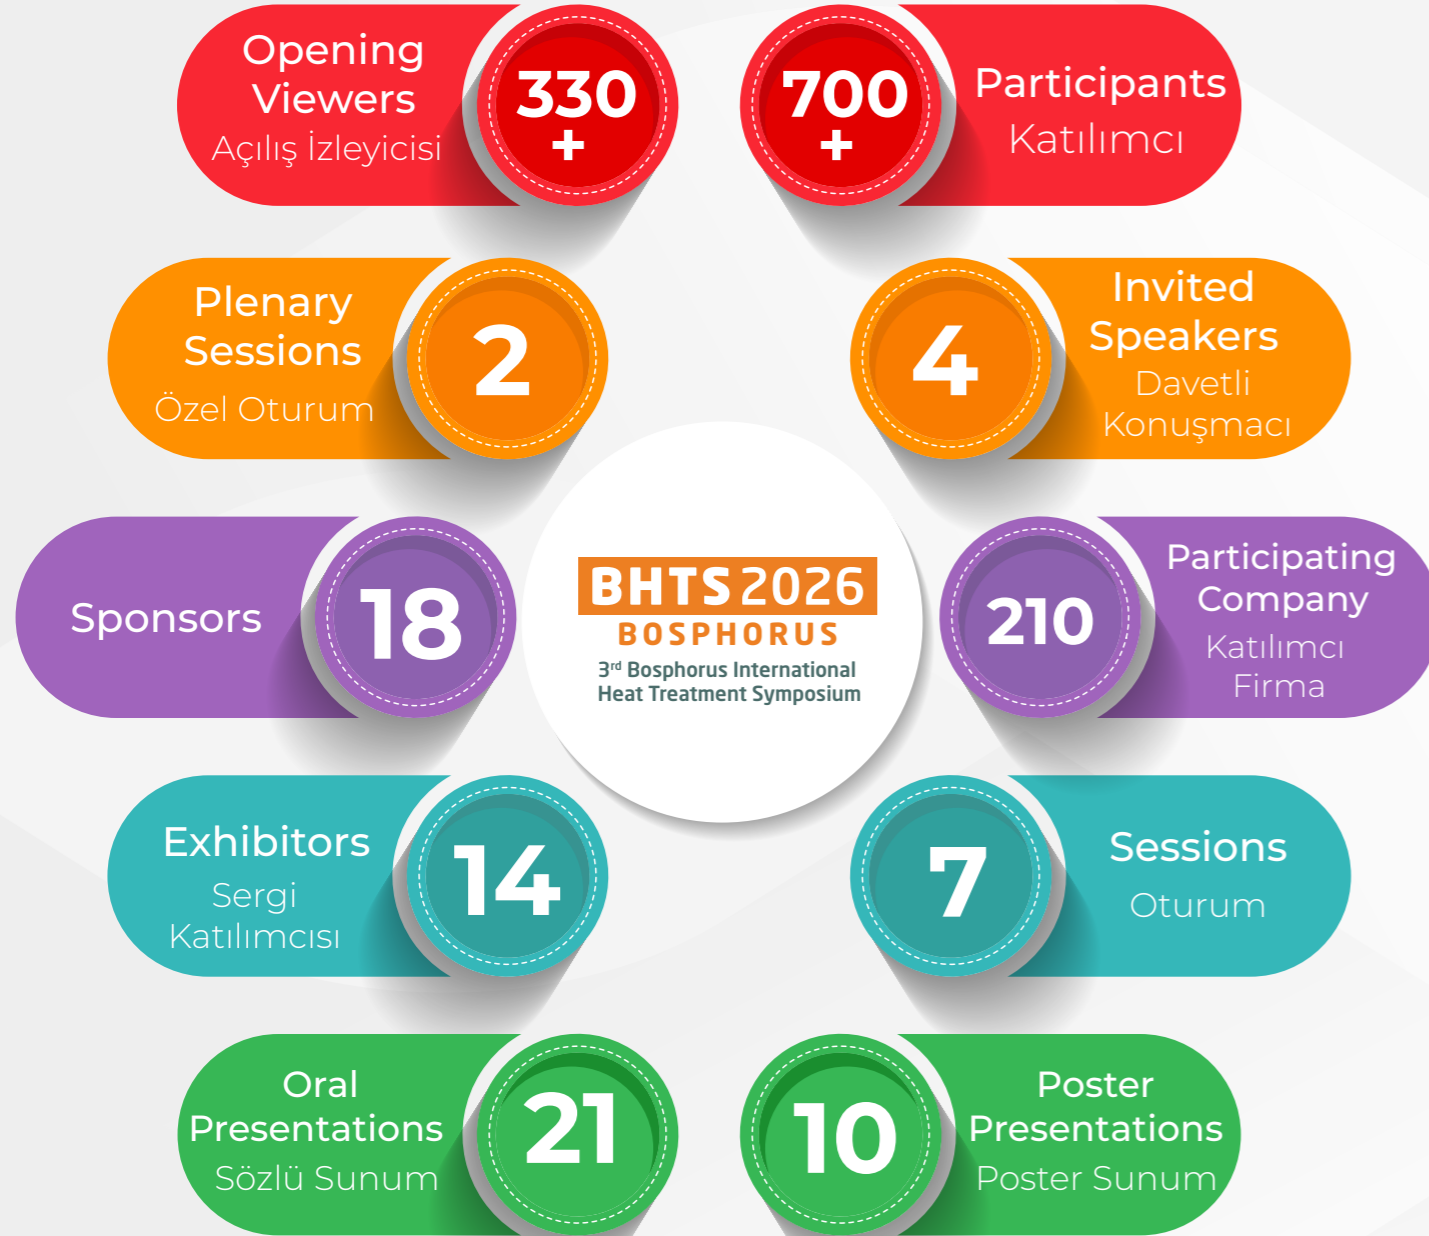 Opening
Viewers
Açılış İzleyicisi
330
+
700
+
Participants
Katılımcı
Plenary
Sessions
Özel Oturum
2
4
Invited
Speakers
Davetli
Konuşmacı
Sponsors
18
BHTS 2026
BOSPHORUS
3rd Bosphorus International
Heat Treatment Symposium
210
Participating
Company
Katılımcı
Firma
Exhibitors
Sergi
Katılımcısı
14
7
Sessions
Oturum
Oral
Presentations
Sözlü Sunum
21
10
Poster
Presentations
Poster Sunum